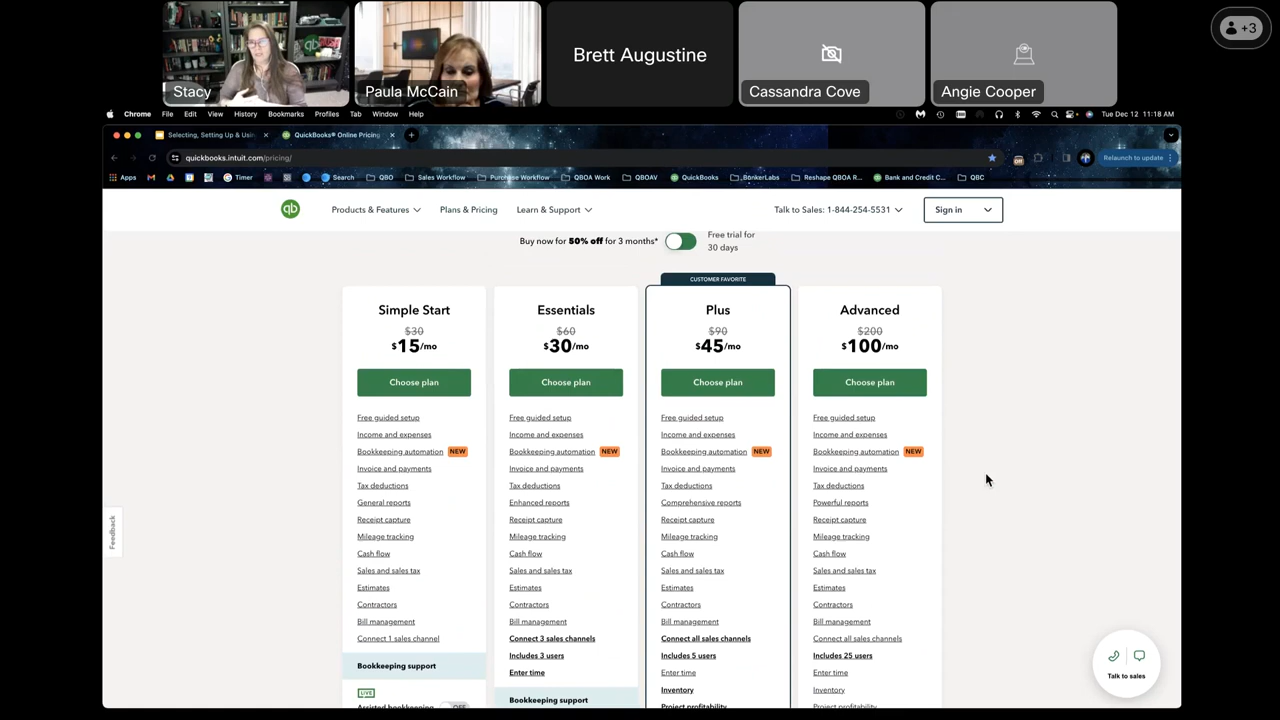 Stacy
Paula McCain
Brett Augustine
Cassandra Cove
Angie Cooper
+3
Chrome File Edit View History Bookmarks Profiles Tab Window Help
Tue Dec 12 11:18 AM
Selecting, Setting Up & Usin
QuickBooks® Online Pricing
quickbooks.intuit.com/pricing/
Relaunch to update
Apps
Timer
Search
QBO
Sales Workflow
Purchase Workflow
QBOA Work
QBOAV
QuickBooks
BonkerLabs
Reshape QBOA R...
Bank and Credit C...
QBC
qb
Products & Features
Plans & Pricing
Learn & Support
Talk to Sales: 1-844-254-5531
Sign in
Buy now for 50% off for 3 months*
Free trial for
30 days
Simple Start
$30
$15/mo
Choose plan
Free guided setup
Income and expenses
Bookkeeping automation NEW
Invoice and payments
Tax deductions
General reports
Receipt capture
Mileage tracking
Cash flow
Sales and sales tax
Estimates
Contractors
Bill management
Connect 1 sales channel
Bookkeeping support
LIVE
Assisted bookkeeping OFF
Essentials
$60
$30/mo
Choose plan
Free guided setup
Income and expenses
Bookkeeping automation NEW
Invoice and payments
Tax deductions
Enhanced reports
Receipt capture
Mileage tracking
Cash flow
Sales and sales tax
Estimates
Contractors
Bill management
Connect 3 sales channels
Includes 3 users
Enter time
Bookkeeping support
CUSTOMER FAVORITE
Plus
$90
$45/mo
Choose plan
Free guided setup
Income and expenses
Bookkeeping automation NEW
Invoice and payments
Tax deductions
Comprehensive reports
Receipt capture
Mileage tracking
Cash flow
Sales and sales tax
Estimates
Contractors
Bill management
Connect all sales channels
Includes 5 users
Enter time
Inventory
Project profitability
Advanced
$200
$100/mo
Choose plan
Free guided setup
Income and expenses
Bookkeeping automation NEW
Invoice and payments
Tax deductions
Powerful reports
Receipt capture
Mileage tracking
Cash flow
Sales and sales tax
Estimates
Contractors
Bill management
Connect all sales channels
Includes 25 users
Enter time
Inventory
Project profitability
Feedback
Talk to sales